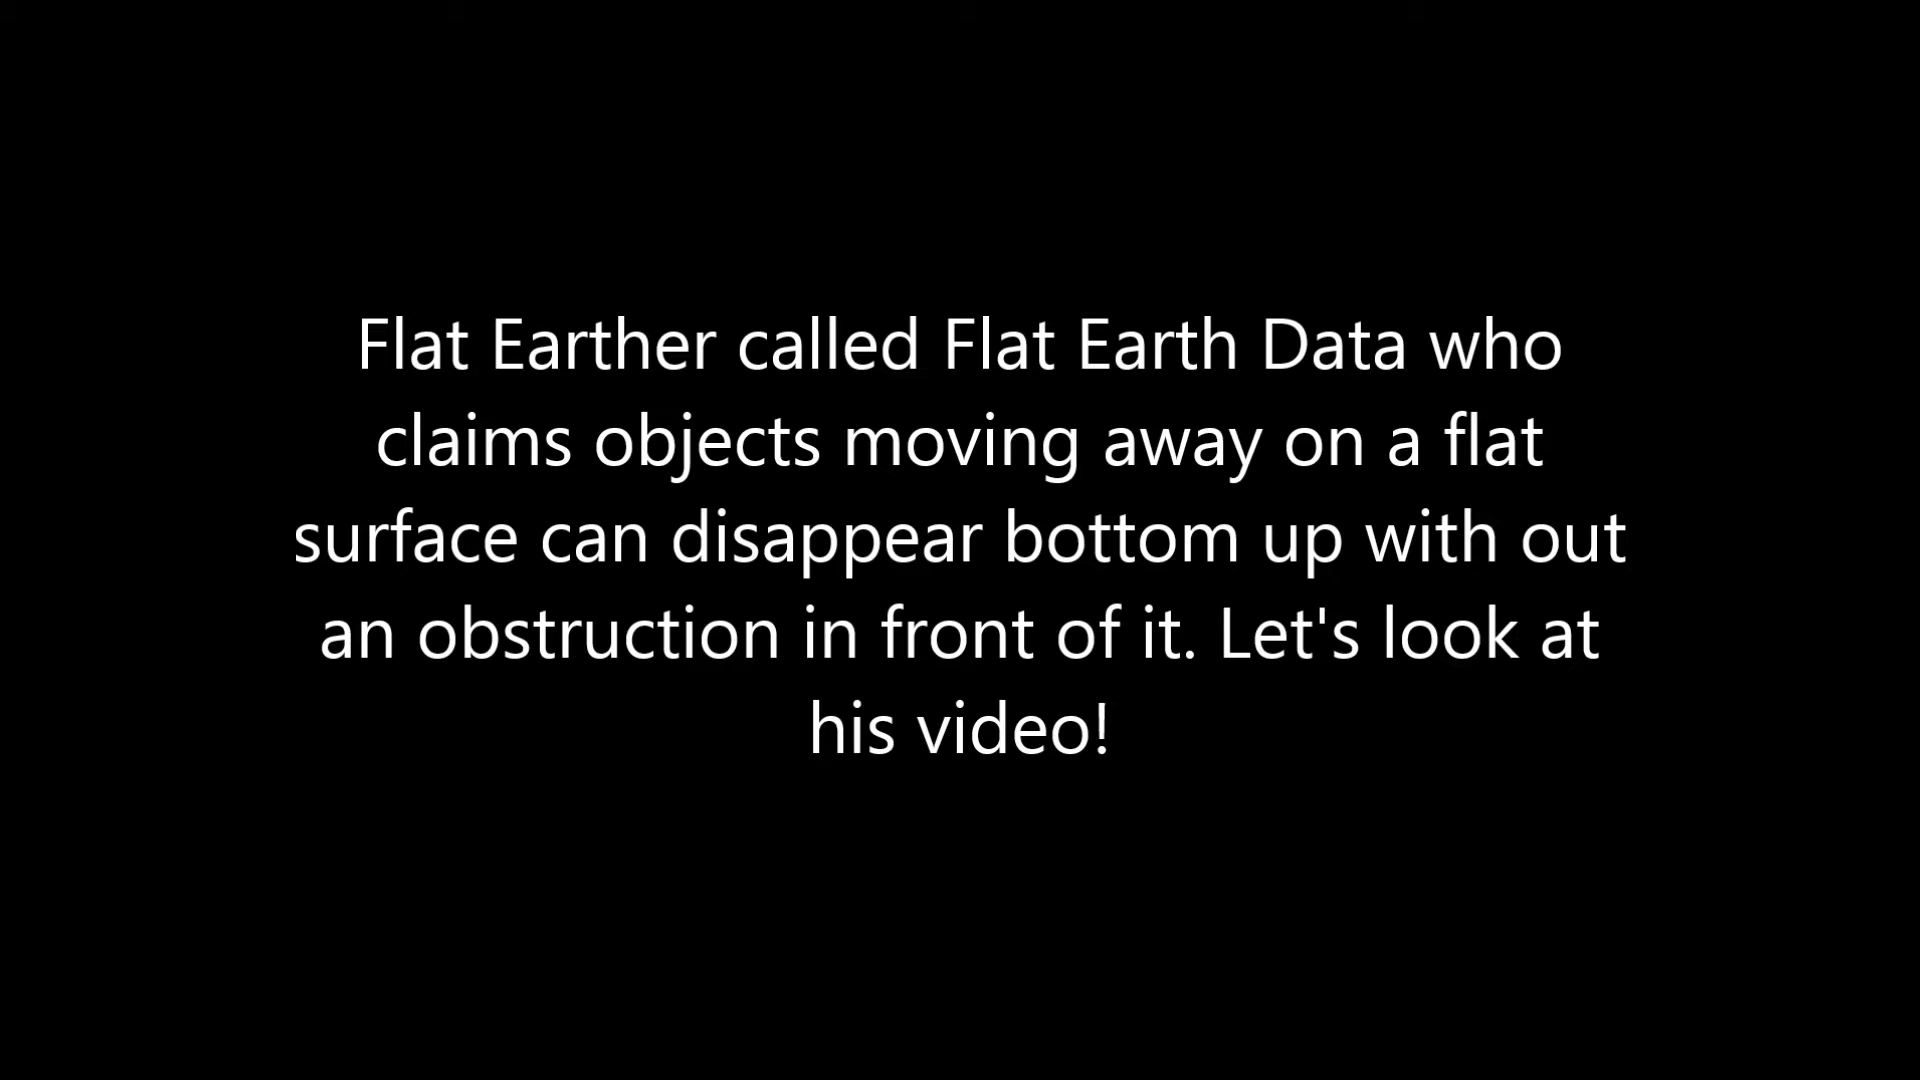 Flat Earther called Flat Earth Data who
claims objects moving away on a flat
surface can disappear bottom up with out
an obstruction in front of it. Let's look at
his video!